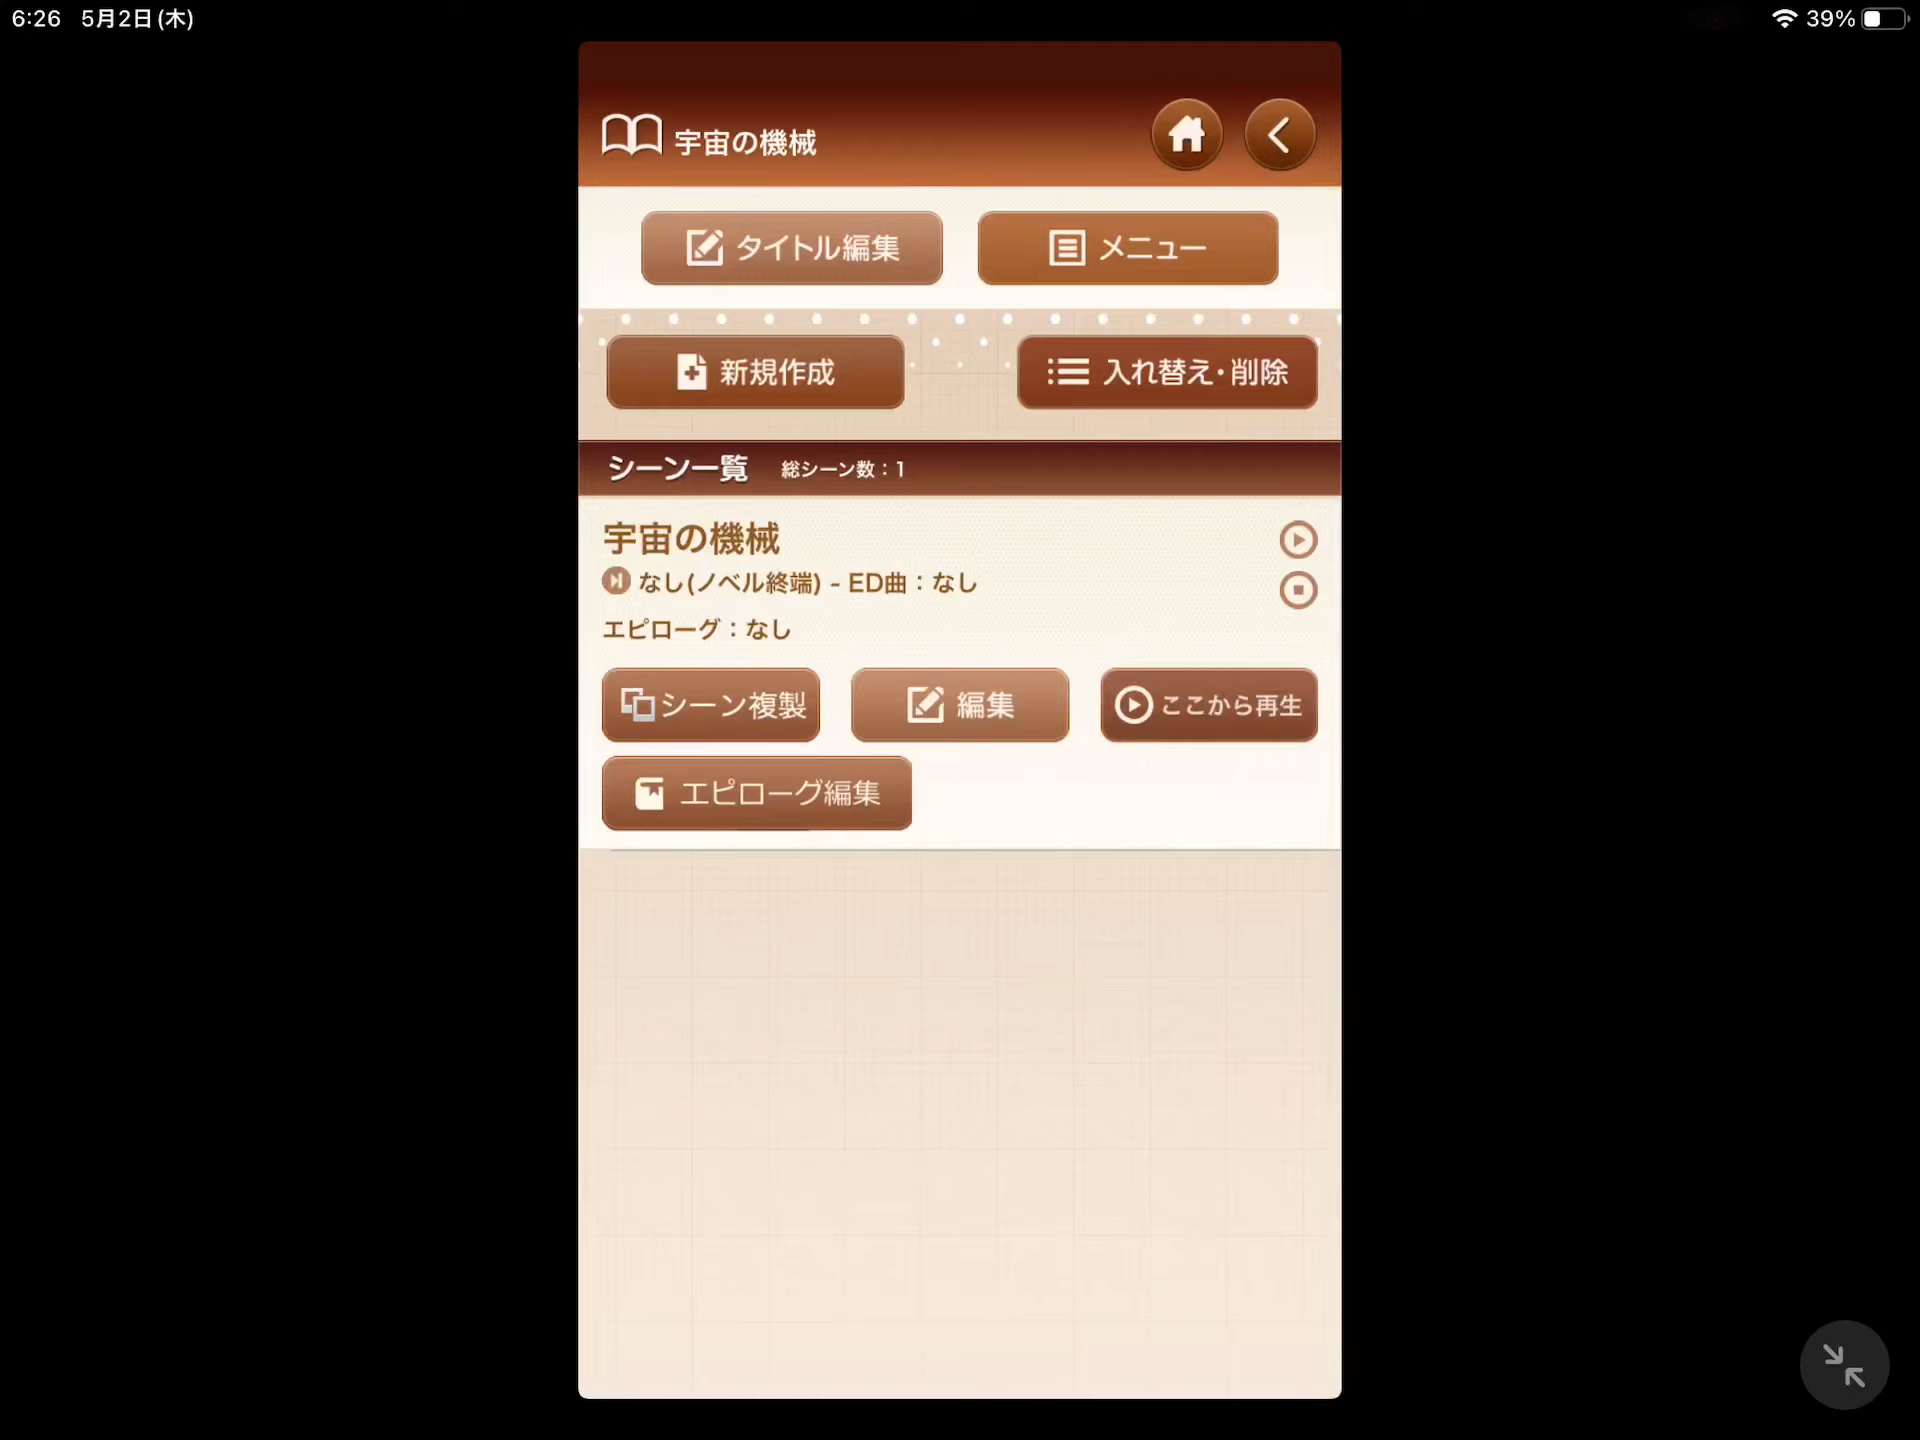 6:26 5月2日(木) 39%
宇宙の機械
タイトル編集 メニュー
新規作成 入れ替え・削除
シーン一覧 総シーン数：1
宇宙の機械
なし(ノベル終端) - ED曲：なし
エピローグ：なし
シーン複製 編集 ここから再生
エピローグ編集